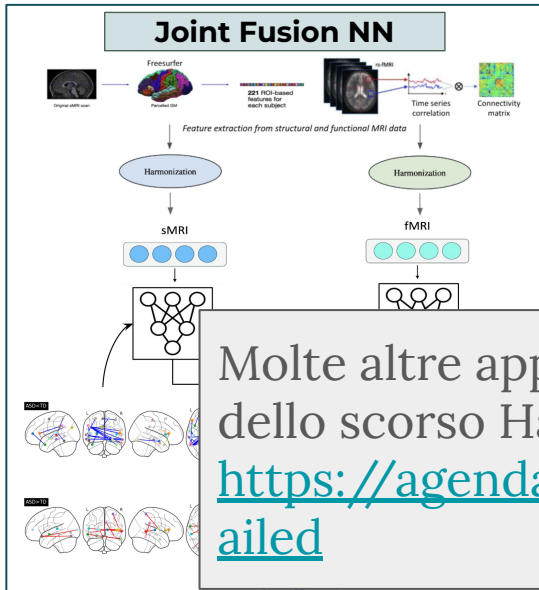 Joint Fusion NN
Freesurfer
rs-fMRI
Original sMRI scan
Parcelled GM
221 ROI-based
features for
each subject
Time series
correlation
Connectivity
matrix
Feature extraction from structural and functional MRI data
Harmonization
Harmonization
sMRI
fMRI
Molte altre app
dello scorso Ha
https://agenda
ailed
ASD<TD
L
R
L
ASD>TD
L
R
L